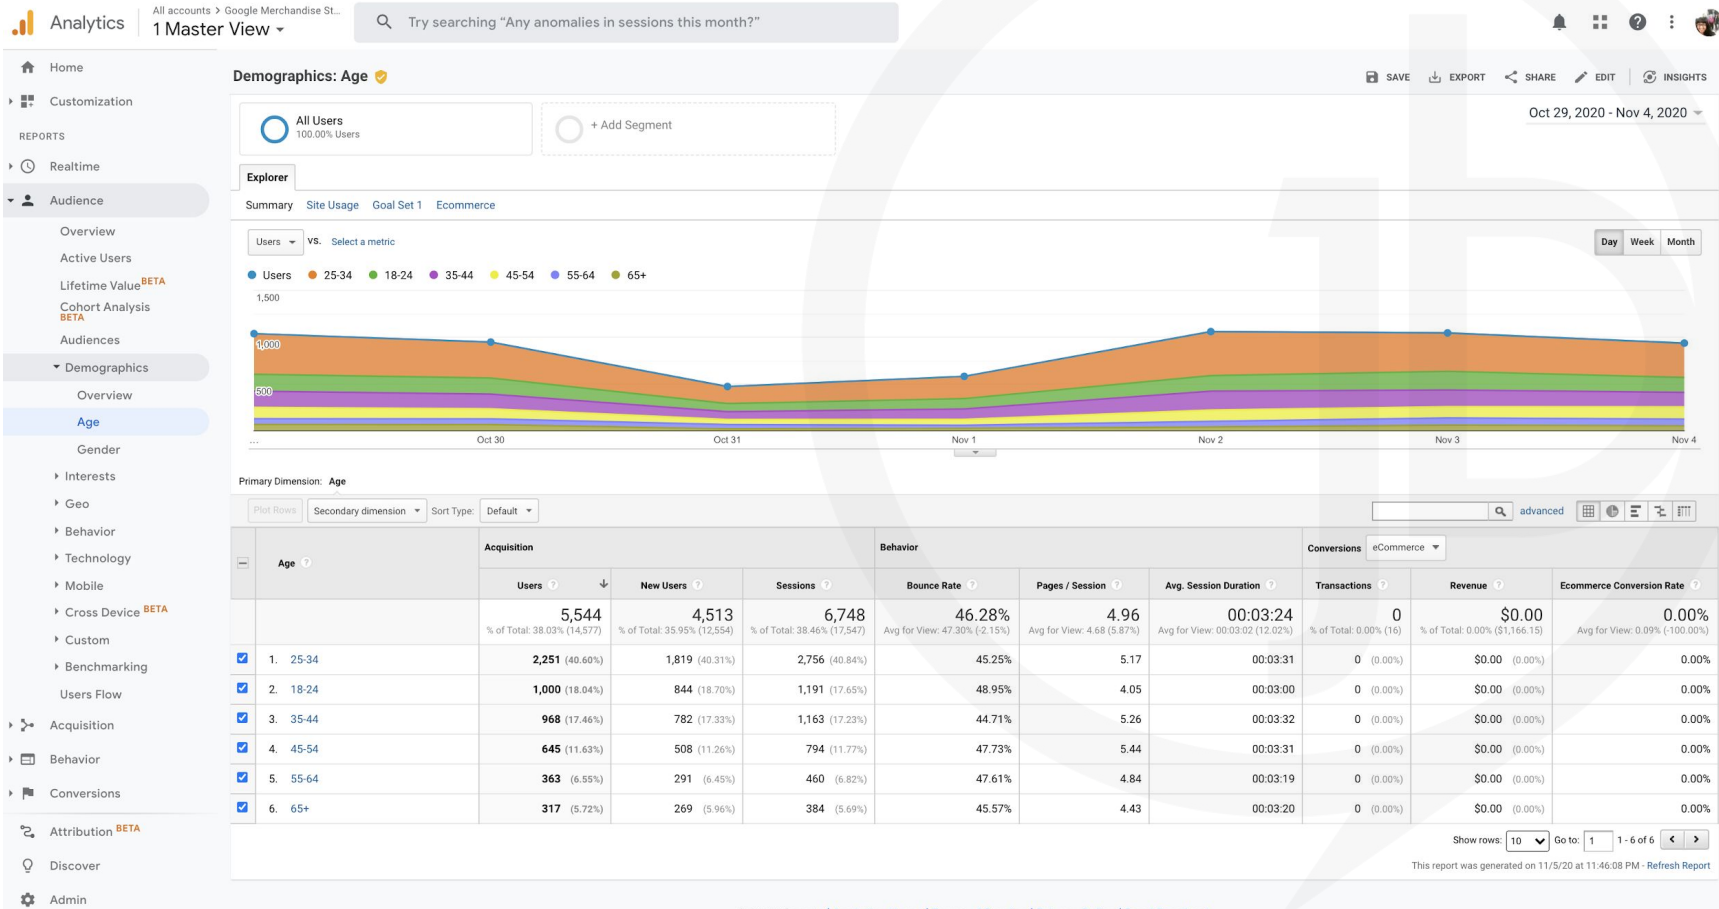 All accounts > Google Merchandise St...
Analytics
1 Master View
Try searching “Any anomalies in sessions this month?”
Home
Customization
REPORTS
Realtime
Audience
Overview
Active Users
Lifetime Value BETA
Cohort Analysis
BETA
Audiences
Demographics
Overview
Age
Gender
Interests
Geo
Behavior
Technology
Mobile
Cross Device BETA
Custom
Benchmarking
Users Flow
Acquisition
Behavior
Conversions
Attribution BETA
Discover
Admin
Demographics: Age
SAVE EXPORT SHARE EDIT INSIGHTS
All Users
100.00% Users
+ Add Segment
Oct 29, 2020 - Nov 4, 2020
Explorer
Summary Site Usage Goal Set 1 Ecommerce
Users VS. Select a metric
Day Week Month
Users 25-34 18-24 35-44 45-54 55-64 65+
1,500
1,000
500
... Oct 30 Oct 31 Nov 1 Nov 2 Nov 3 Nov 4
Primary Dimension: Age
Plot Rows Secondary dimension Sort Type: Default advanced
Age Acquisition Behavior Conversions eCommerce
Users New Users Sessions Bounce Rate Pages / Session Avg. Session Duration Transactions Revenue Ecommerce Conversion Rate
5,544 4,513 6,748 46.28% 4.96 00:03:24 0 $0.00 0.00%
% of Total: 38.03% (14,577) % of Total: 35.95% (12,554) % of Total: 38.46% (17,547) Avg for View: 47.30% (-2.15%) Avg for View: 4.68 (5.87%) Avg for View: 00:03:02 (12.02%) % of Total: 0.00% (16) % of Total: 0.00% ($1,166.15) Avg for View: 0.09% (-100.00%)
1. 25-34 2,251 (40.60%) 1,819 (40.31%) 2,756 (40.84%) 45.25% 5.17 00:03:31 0 (0.00%) $0.00 (0.00%) 0.00%
2. 18-24 1,000 (18.04%) 844 (18.70%) 1,191 (17.65%) 48.95% 4.05 00:03:00 0 (0.00%) $0.00 (0.00%) 0.00%
3. 35-44 968 (17.46%) 782 (17.33%) 1,163 (17.23%) 44.71% 5.26 00:03:32 0 (0.00%) $0.00 (0.00%) 0.00%
4. 45-54 645 (11.63%) 508 (11.26%) 794 (11.77%) 47.73% 5.44 00:03:31 0 (0.00%) $0.00 (0.00%) 0.00%
5. 55-64 363 (6.55%) 291 (6.45%) 460 (6.82%) 47.61% 4.84 00:03:19 0 (0.00%) $0.00 (0.00%) 0.00%
6. 65+ 317 (5.72%) 269 (5.96%) 384 (5.69%) 45.57% 4.43 00:03:20 0 (0.00%) $0.00 (0.00%) 0.00%
Show rows: 10 Go to: 1 1 - 6 of 6
This report was generated on 11/5/20 at 11:46:08 PM - Refresh Report